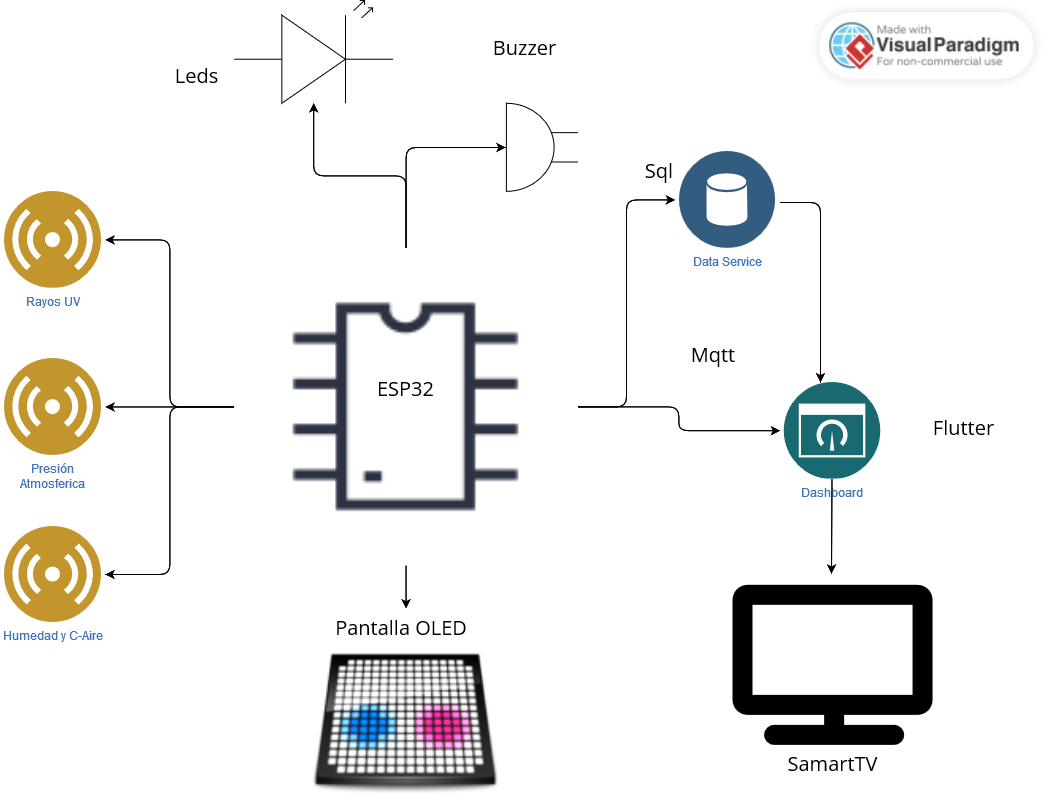 Made with
Visual Paradigm
For non-commercial use
Buzzer
Leds
Sql
Data Service
Rayos UV
Mqtt
ESP32
Flutter
Presión
Atmosferica
Dashboard
Pantalla OLED
Humedad y C-Aire
SamartTV